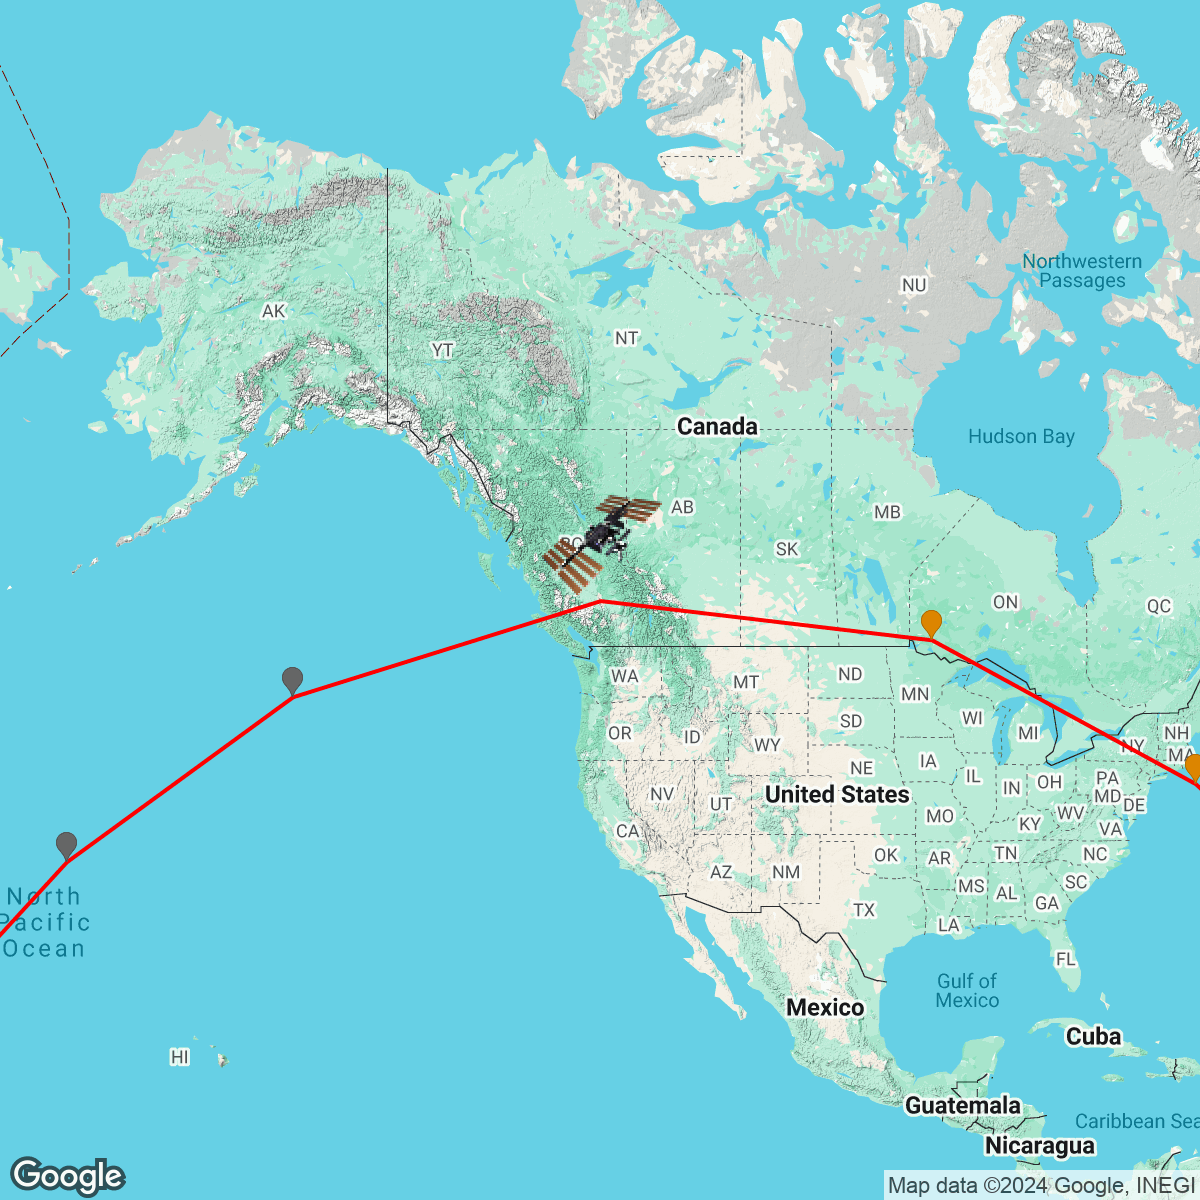 Northwestern
Passages
NU
AK
NT
YT
Canada
Hudson Bay
AB
MB
BC
SK
ON
QC
WA
MT
ND
MN
OR
ID
SD
WI
MI
NY
NH
WY
MA
NE
IA
NV
UT
United States
IL
IN
OH
PA
MD
DE
CA
MO
KY
WV
VA
AZ
NM
OK
AR
TN
NC
MS
AL
SC
GA
TX
LA
FL
North
Pacific
Ocean
Gulf of
Mexico
Mexico
HI
Cuba
Guatemala
Caribbean Sea
Nicaragua
Google
Map data ©2024 Google, INEGI